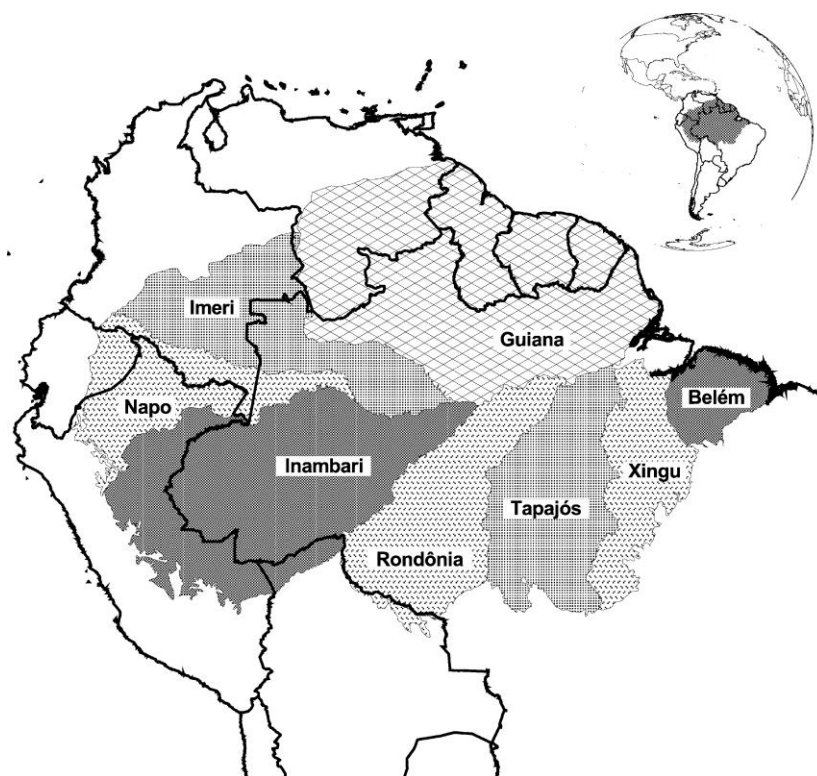 Imeri
Guiana
Napo
Belém
Inambari
Xingu
Tapajós
Rondônia